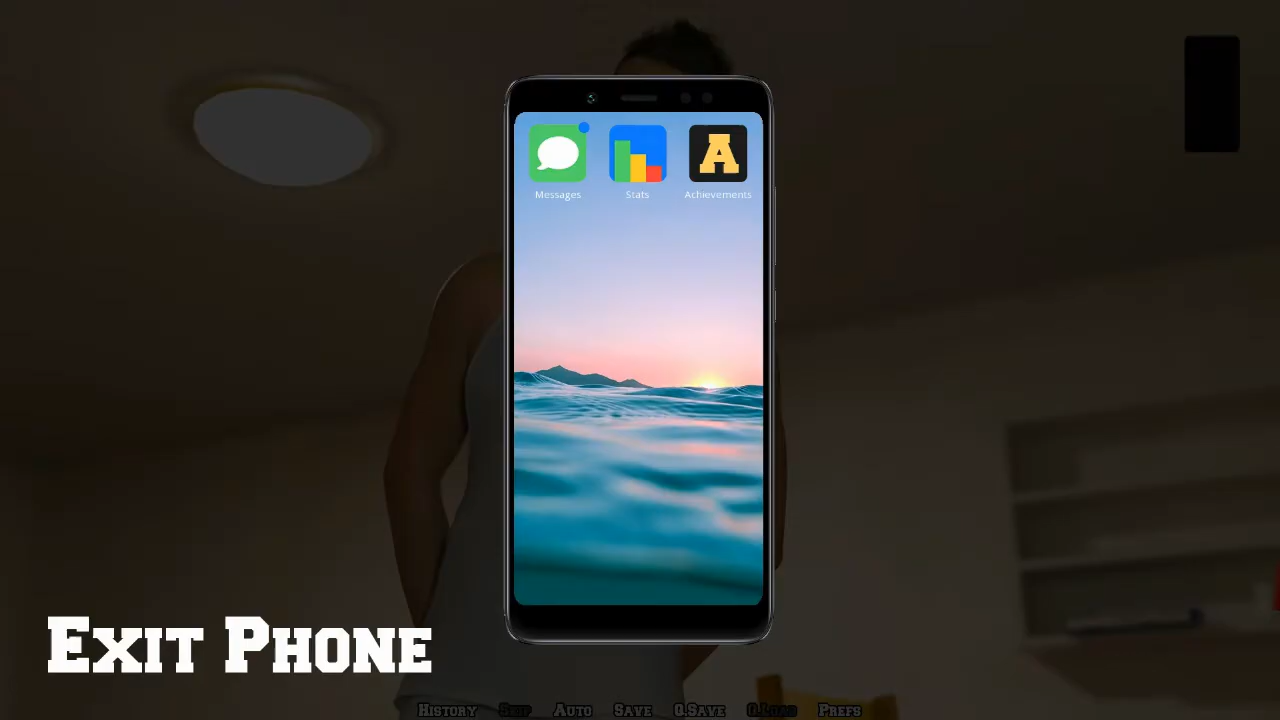 A
Messages Stats Achievements
Exit Phone
History Skip Auto Save Q.Save Q.Load Prefs